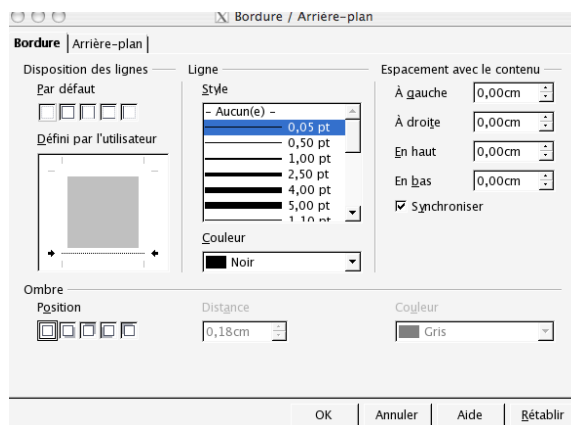 Bordure / Arrière-plan
Bordure Arrière-plan
Disposition des lignes
Par défaut
Défini par l'utilisateur
Ligne
Style
- Aucun(e) -
0,05 pt
0,50 pt
1,00 pt
2,50 pt
4,00 pt
5,00 pt
1,10 pt
Couleur
Noir
Espacement avec le contenu
À gauche 0,00cm
À droite 0,00cm
En haut 0,00cm
En bas 0,00cm
Synchroniser
Ombre
Position
Distance
0,18cm
Couleur
Gris
OK Annuler Aide Rétablir